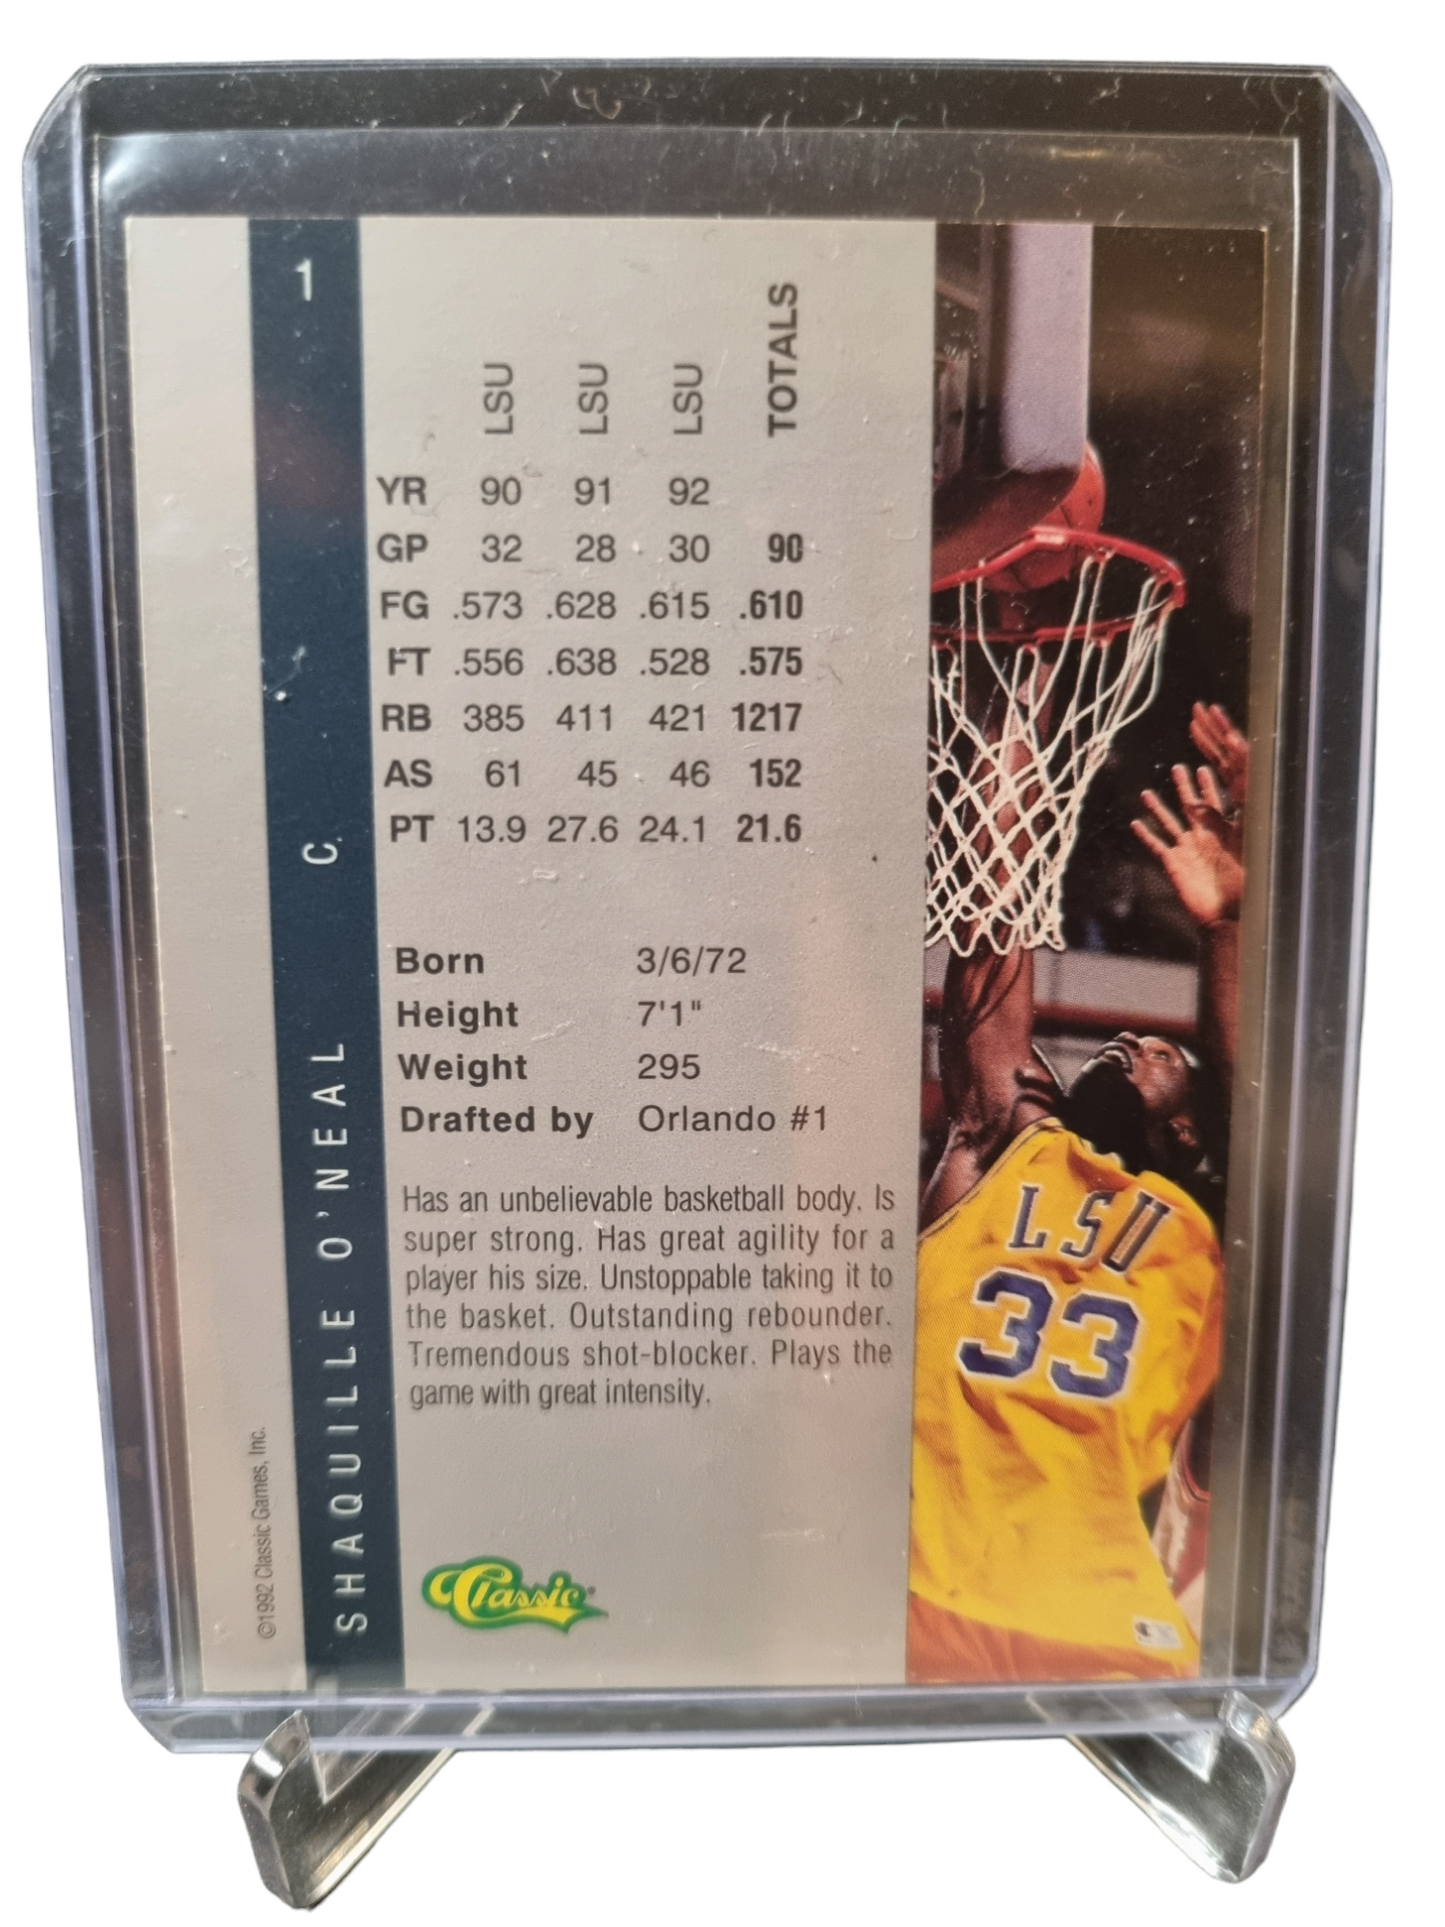 1
SHAQUILLE O'NEAL C
©1992 Classic Games, Inc.
LSU LSU LSU TOTALS
YR 90 91 92
GP 32 28 30 90
FG .573 .628 .615 .610
FT .556 .638 .528 .575
RB 385 411 421 1217
AS 61 45 46 152
PT 13.9 27.6 24.1 21.6
Born 3/6/72
Height 7'1"
Weight 295
Drafted by Orlando #1
Has an unbelievable basketball body. Is
super strong. Has great agility for a
player his size. Unstoppable taking it to
the basket. Outstanding rebounder.
Tremendous shot-blocker. Plays the
game with great intensity.
Classic
LSU
33